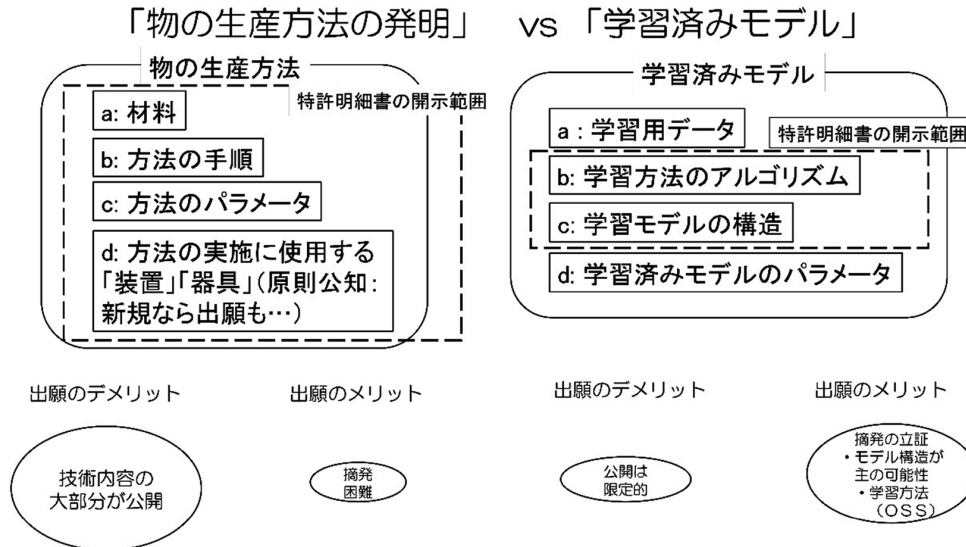 「物の生産方法の発明」 vs 「学習済みモデル」
物の生産方法
特許明細書の開示範囲
a: 材料
b: 方法の手順
c: 方法のパラメータ
d: 方法の実施に使用する
「装置」「器具」(原則公知:
新規なら出願も…)
学習済みモデル
a : 学習用データ
特許明細書の開示範囲
b: 学習方法のアルゴリズム
c: 学習モデルの構造
d: 学習済みモデルのパラメータ
出願のデメリット
技術内容の
大部分が公開
出願のメリット
摘発
困難
出願のデメリット
公開は
限定的
出願のメリット
摘発の立証
・モデル構造が
主の可能性
・学習方法
(OSS)